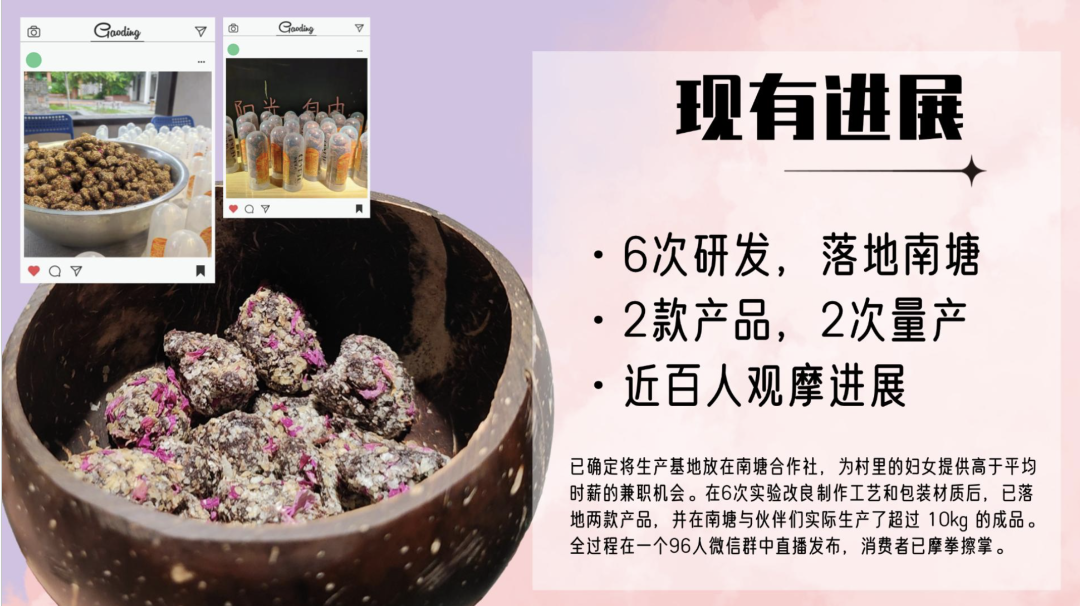 Gaoding
Gaoding
阳光 自由
现有进展
· 6次研发，落地南塘
· 2款产品，2次量产
· 近百人观摩进展
已确定将生产基地放在南塘合作社，为村里的妇女提供高于平均
时薪的兼职机会。在6次实验改良制作工艺和包装材质后，已落
地两款产品，并在南塘与伙伴们实际生产了超过 10kg 的成品。
全过程在一个96人微信群中直播发布，消费者已摩拳擦掌。